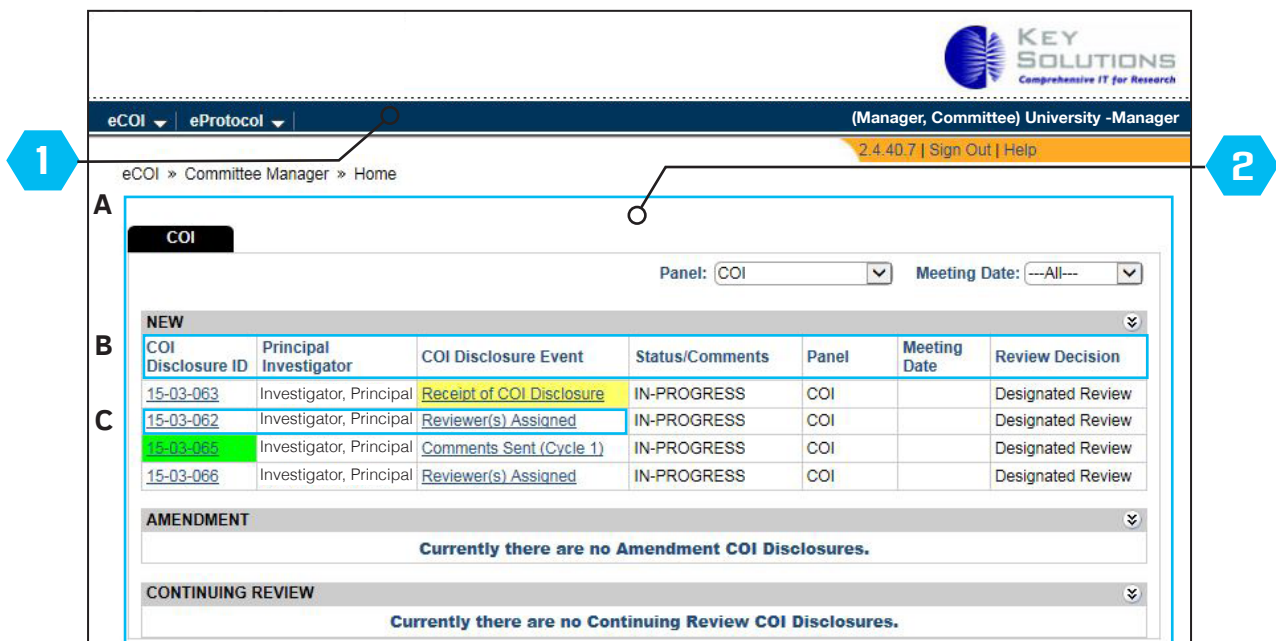 KEY
SOLUTIONS
Comprehensive IT for Research
eCOI eProtocol (Manager, Committee) University -Manager
1
2.4.40.7 | Sign Out | Help
2
eCOI » Committee Manager » Home
A
COI
Panel: COI Meeting Date: ---All---
NEW
B
COI Disclosure ID Principal Investigator COI Disclosure Event Status/Comments Panel Meeting Date Review Decision
15-03-063 Investigator, Principal Receipt of COI Disclosure IN-PROGRESS COI Designated Review
C
15-03-062 Investigator, Principal Reviewer(s) Assigned IN-PROGRESS COI Designated Review
15-03-065 Investigator, Principal Comments Sent (Cycle 1) IN-PROGRESS COI Designated Review
15-03-066 Investigator, Principal Reviewer(s) Assigned IN-PROGRESS COI Designated Review
AMENDMENT
Currently there are no Amendment COI Disclosures.
CONTINUING REVIEW
Currently there are no Continuing Review COI Disclosures.